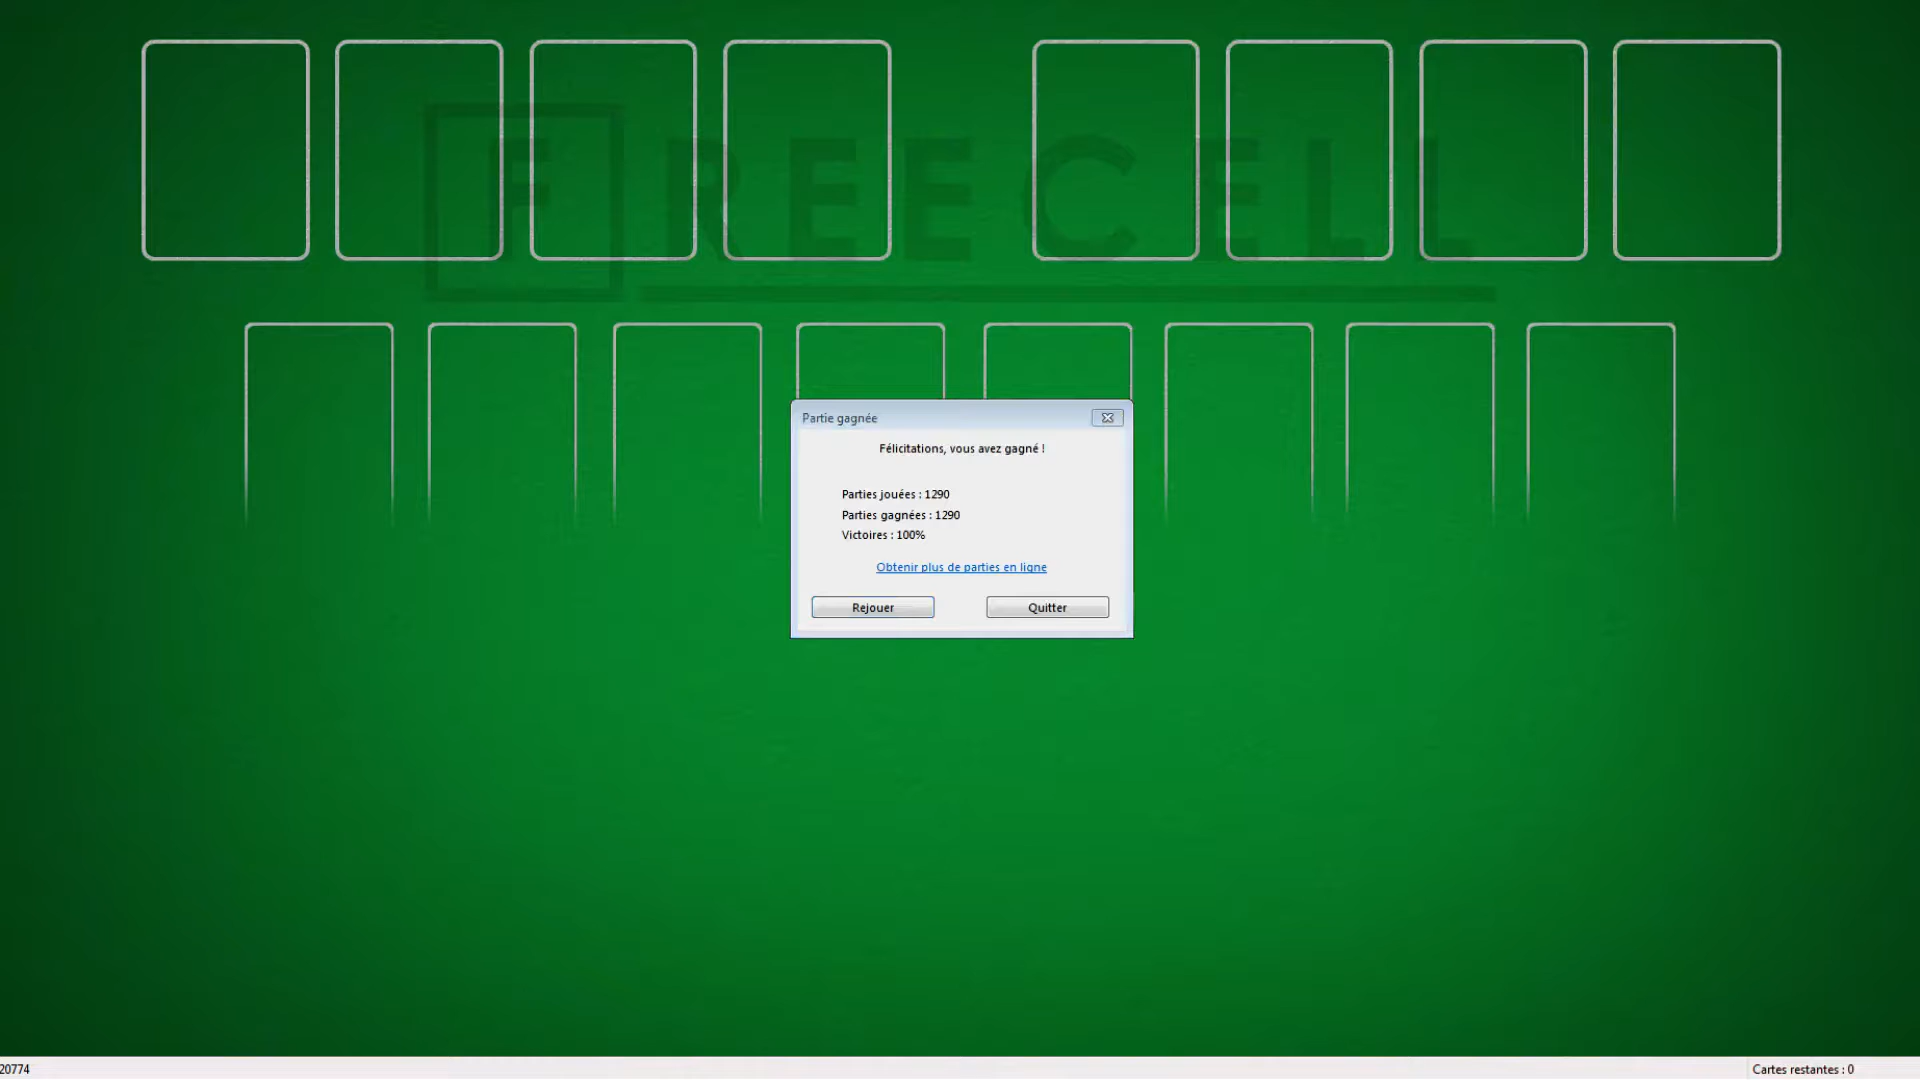 FREECELL
Partie gagnée
Félicitations, vous avez gagné !
Parties jouées : 1290
Parties gagnées : 1290
Victoires : 100%
Obtenir plus de parties en ligne
Rejouer
Quitter
20774
Cartes restantes : 0